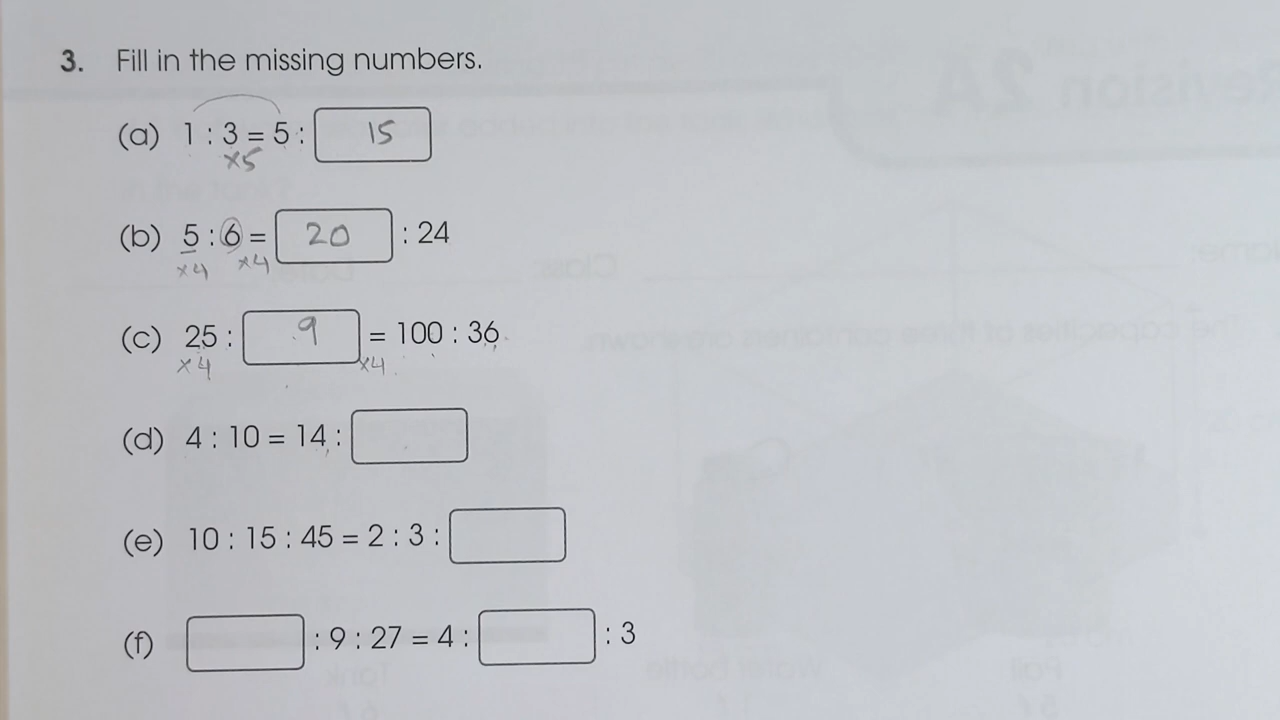 3. Fill in the missing numbers.
(a) 1 : 3 = 5 : 15
×5
(b) 5 : 6 = 20 : 24
×4 ×4
(c) 25 : 9 = 100 : 36
×4 ×4
(d) 4 : 10 = 14 :
(e) 10 : 15 : 45 = 2 : 3 :
(f) : 9 : 27 = 4 : : 3